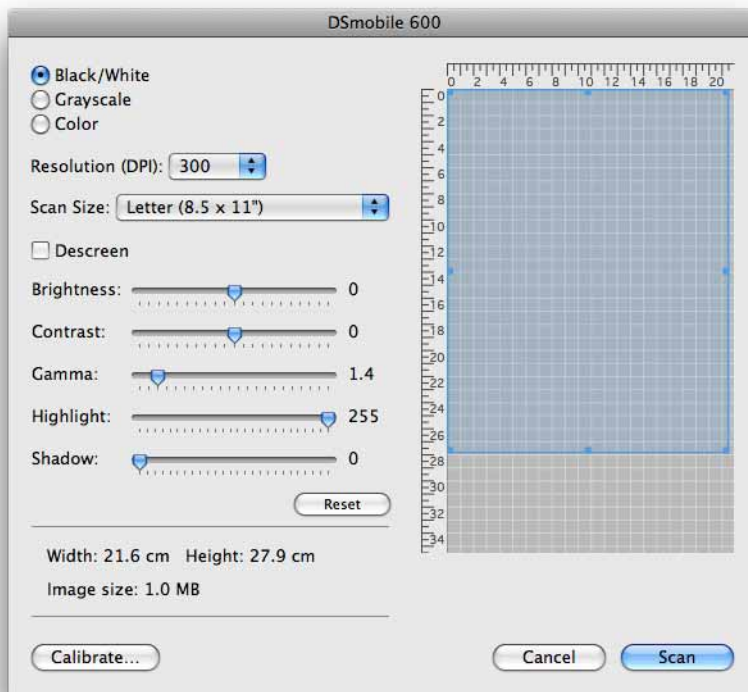 DSmobile 600
Black/White
Grayscale
Color
Resolution (DPI): 300
Scan Size: Letter (8.5 x 11")
Descreen
Brightness: 0
Contrast: 0
Gamma: 1.4
Highlight: 255
Shadow: 0
Reset
Width: 21.6 cm Height: 27.9 cm
Image size: 1.0 MB
Calibrate...
0 2 4 6 8 10 12 14 16 18 20
0
2
4
6
8
10
12
14
16
18
20
22
24
26
28
30
32
34
Cancel
Scan